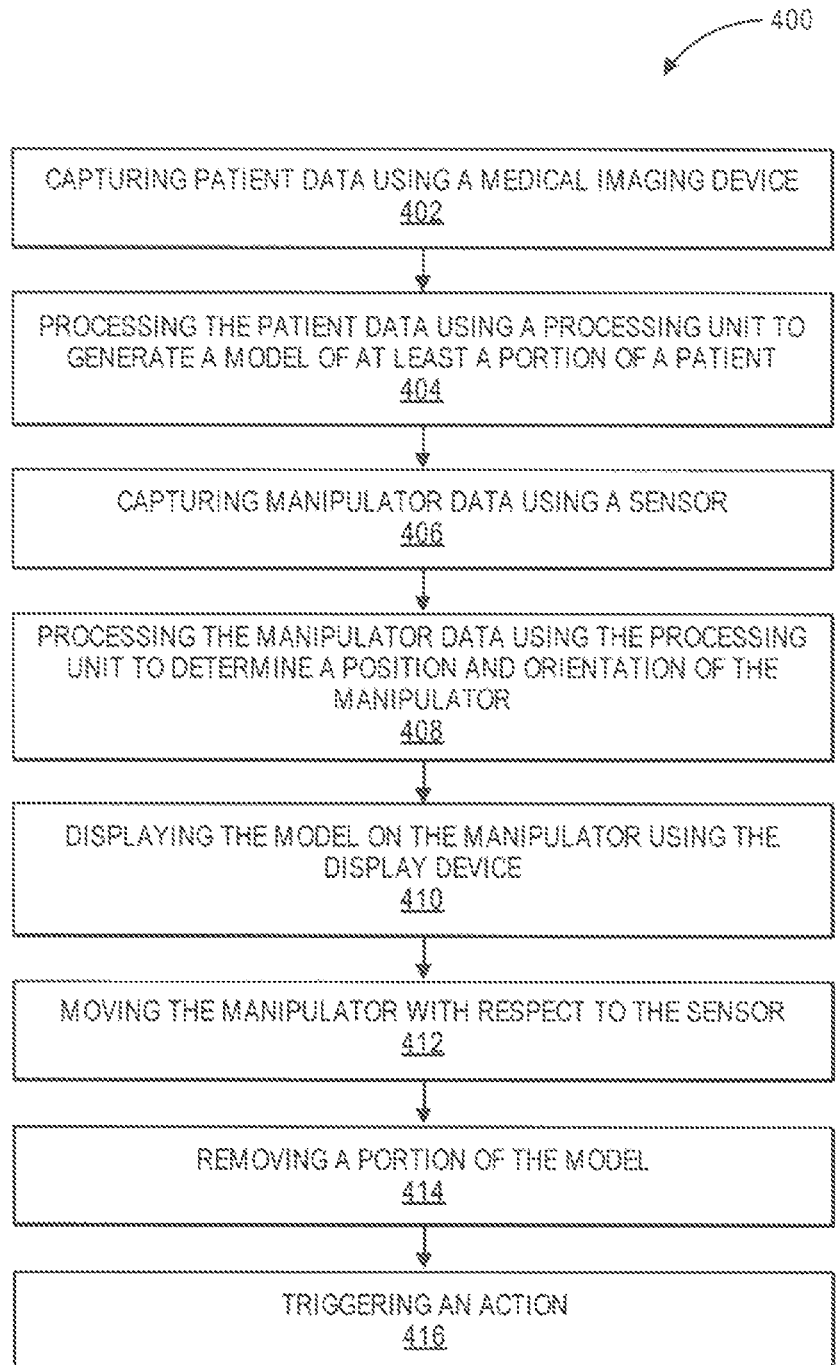 400
CAPTURING PATIENT DATA USING A MEDICAL IMAGING DEVICE
402
PROCESSING THE PATIENT DATA USING A PROCESSING UNIT TO
GENERATE A MODEL OF AT LEAST A PORTION OF A PATIENT
404
CAPTURING MANIPULATOR DATA USING A SENSOR
406
PROCESSING THE MANIPULATOR DATA USING THE PROCESSING
UNIT TO DETERMINE A POSITION AND ORIENTATION OF THE
MANIPULATOR
408
DISPLAYING THE MODEL ON THE MANIPULATOR USING THE
DISPLAY DEVICE
410
MOVING THE MANIPULATOR WITH RESPECT TO THE SENSOR
412
REMOVING A PORTION OF THE MODEL
414
TRIGGERING AN ACTION
416